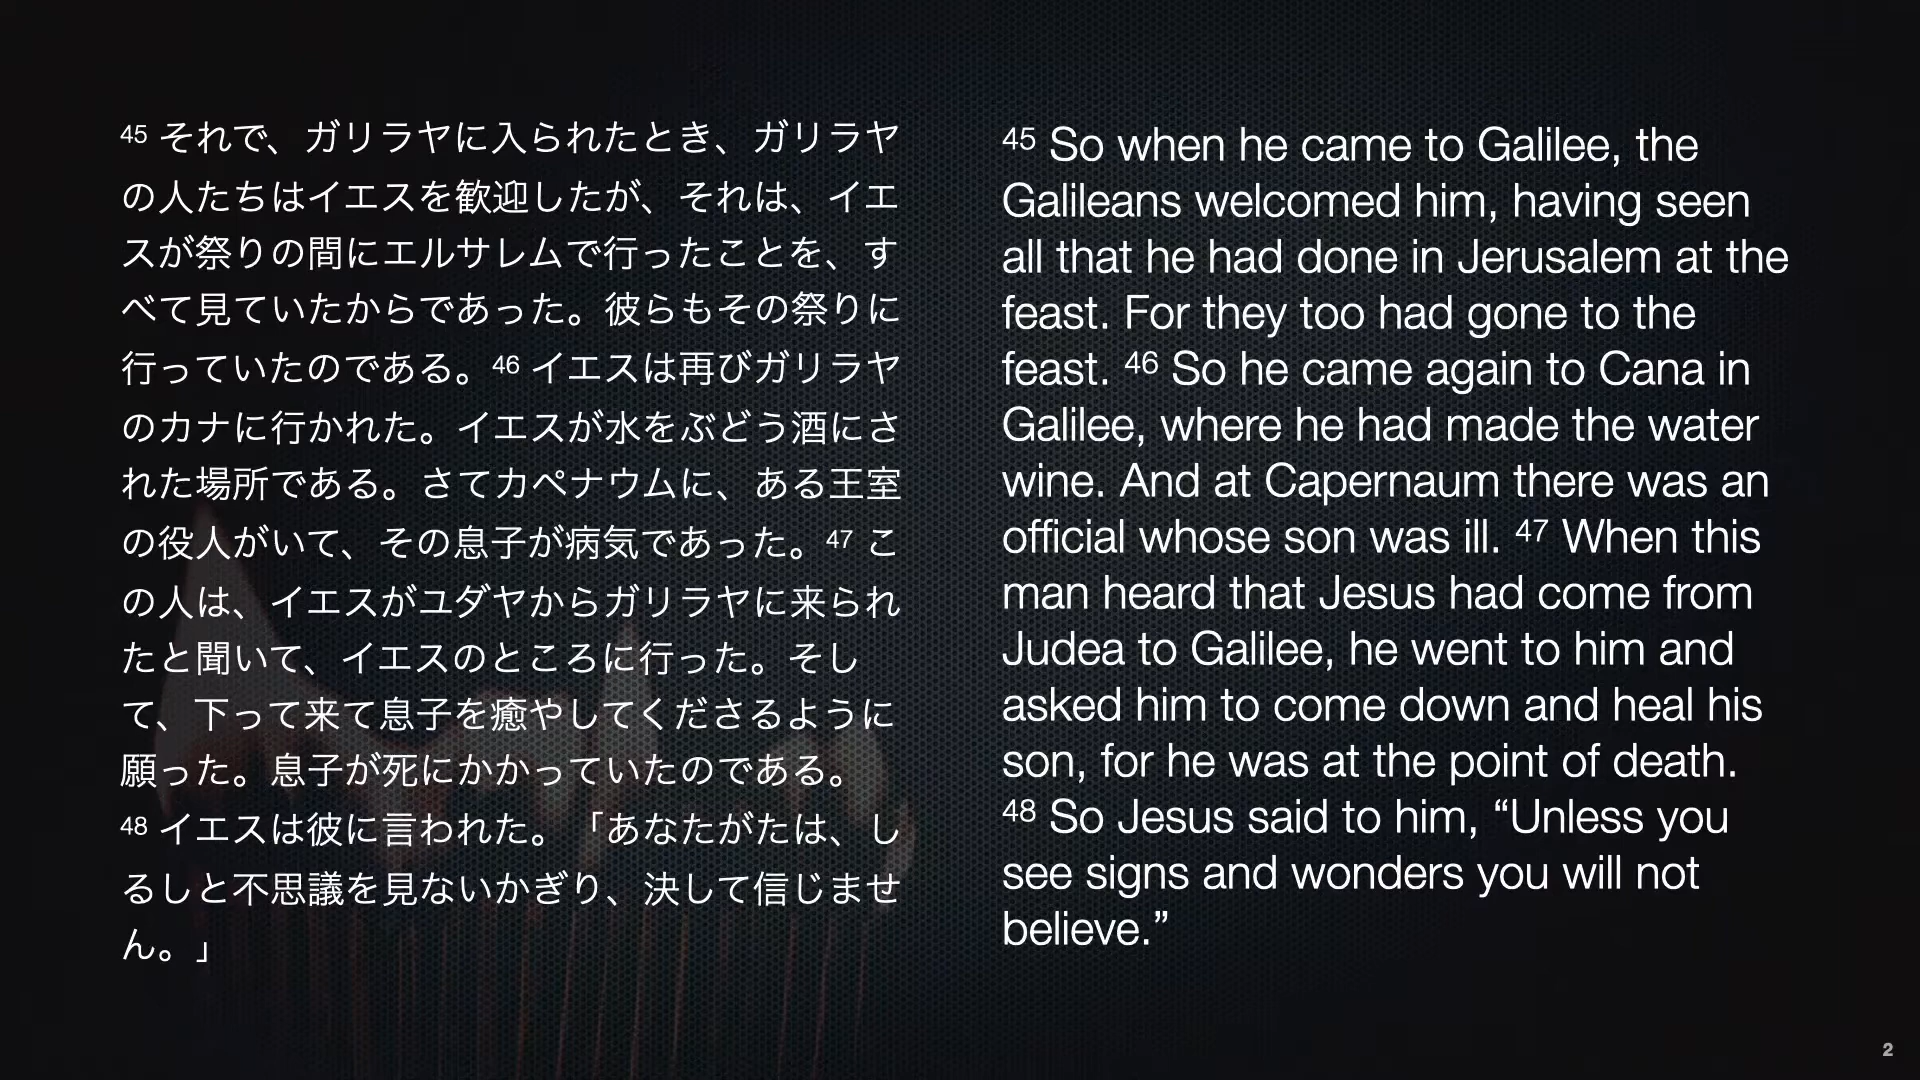 45 それで、ガリラヤに入られたとき、ガリラヤ
の人たちはイエスを歓迎したが、それは、イエ
スが祭りの間にエルサレムで行ったことを、す
べて見ていたからであった。彼らもその祭りに
行っていたのである。46 イエスは再びガリラヤ
のカナに行かれた。イエスが水をぶどう酒にさ
れた場所である。さてカペナウムに、ある王室
の役人がいて、その息子が病気であった。47 こ
の人は、イエスがユダヤからガリラヤに来られ
たと聞いて、イエスのところに行った。そし
て、下って来て息子を癒やしてくださるように
願った。息子が死にかかっていたのである。
48 イエスは彼に言われた。「あなたがたは、し
るしと不思議を見ないかぎり、決して信じませ
ん。」
45 So when he came to Galilee, the
Galileans welcomed him, having seen
all that he had done in Jerusalem at the
feast. For they too had gone to the
feast. 46 So he came again to Cana in
Galilee, where he had made the water
wine. And at Capernaum there was an
official whose son was ill. 47 When this
man heard that Jesus had come from
Judea to Galilee, he went to him and
asked him to come down and heal his
son, for he was at the point of death.
48 So Jesus said to him, “Unless you
see signs and wonders you will not
believe.”
2